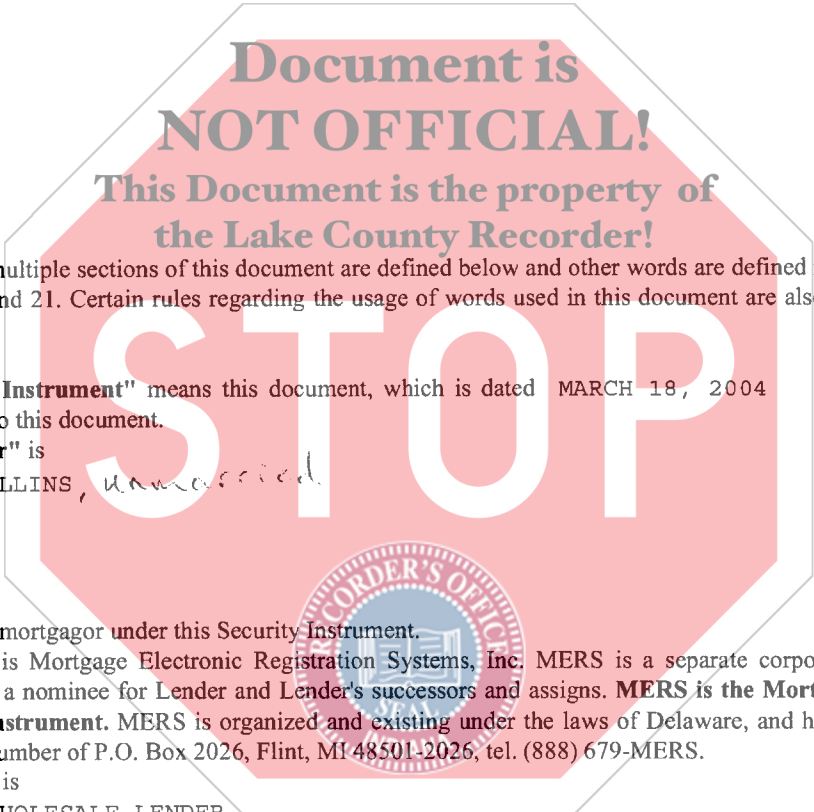 Document is
NOT OFFICIAL!
This Document is the property of
the Lake County Recorder!
multiple sections of this document are defined below and other words are defined
nd 21. Certain rules regarding the usage of words used in this document are als
STOP
Instrument" means this document, which is dated MARCH 18, 2004
o this document.
r" is
LLINS, unmarried
RECORDER'S OFFICE
mortgagor under this Security Instrument.
is Mortgage Electronic Registration Systems, Inc. MERS is a separate corpo
a nominee for Lender and Lender's successors and assigns. MERS is the Mort
nstrument. MERS is organized and existing under the laws of Delaware, and h
SEAL
umber of P.O. Box 2026, Flint, MI 48501-2026, tel. (888) 679-MERS.
INDIANA
is
HOLESALE LENDER